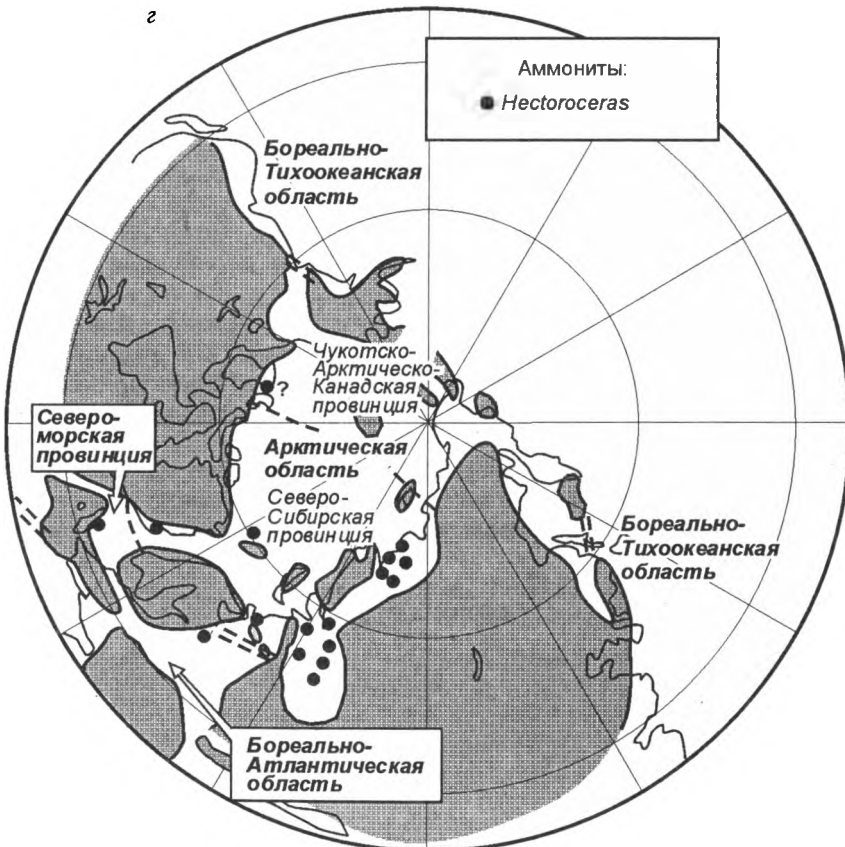 г
Аммониты:
Hectoroceras
Бореально-
Тихоокеанская
область
Чукотско-
Арктическо-
Канадская
провинция
?
Северо-
морская
провинция
Арктическая
область
Северо-
Сибирская
провинция
Бореально-
Тихоокеанская
область
Бореально-
Атлантическая
область